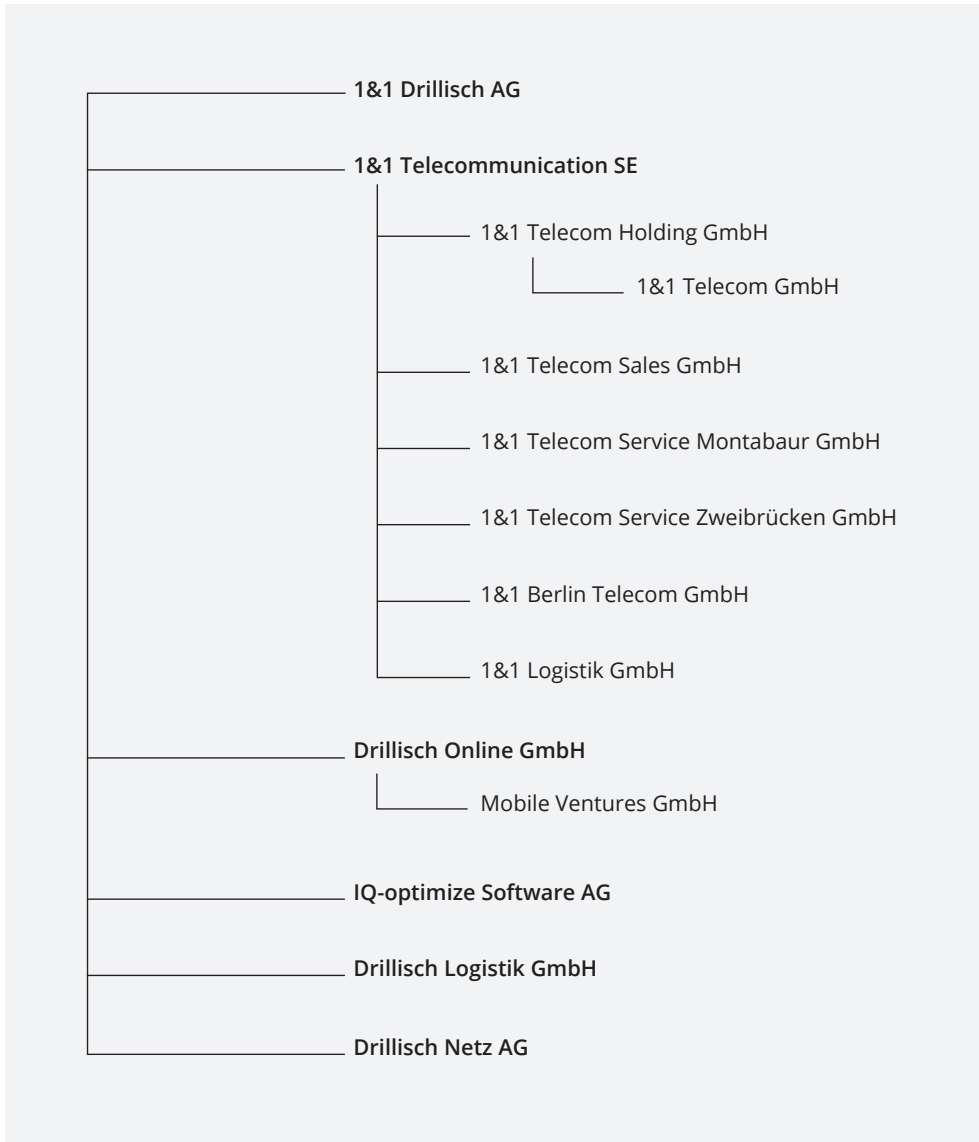 1&1 Drillisch AG
1&1 Telecommunication SE
1&1 Telecom Holding GmbH
1&1 Telecom GmbH
1&1 Telecom Sales GmbH
1&1 Telecom Service Montabaur GmbH
1&1 Telecom Service Zweibrücken GmbH
1&1 Berlin Telecom GmbH
1&1 Logistik GmbH
Drillisch Online GmbH
Mobile Ventures GmbH
IQ-optimize Software AG
Drillisch Logistik GmbH
Drillisch Netz AG